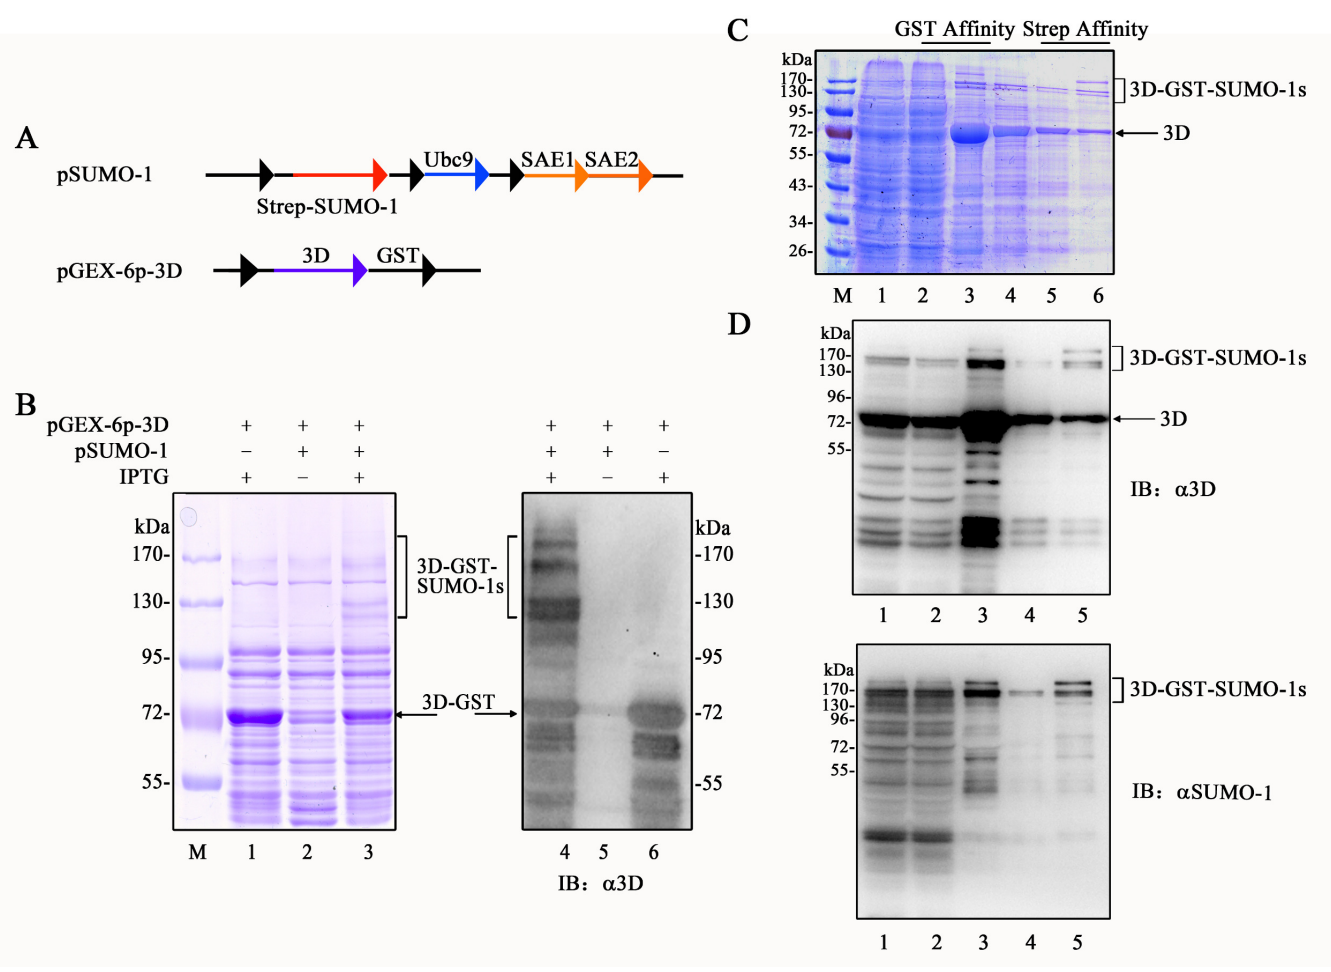 A
pSUMO-1
Ubc9
SAE1
SAE2
Strep-SUMO-1
pGEX-6p-3D
3D
GST
B
pGEX-6p-3D + + + + + +
pSUMO-1 – + + + + –
IPTG + – + + – +
kDa
170-
130-
95-
72-
55-
3D-GST-
SUMO-1s
3D-GST
kDa
-170
-130
-95
-72
-55
M 1 2 3
4 5 6
IB: α3D
C
GST Affinity Strep Affinity
kDa
170-
130-
95-
72-
55-
43-
34-
26-
3D-GST-SUMO-1s
3D
M 1 2 3 4 5 6
D
kDa
170-
130-
96-
72-
55-
3D-GST-SUMO-1s
3D
IB: α3D
1 2 3 4 5
kDa
170-
130-
96-
72-
55-
3D-GST-SUMO-1s
IB: αSUMO-1
1 2 3 4 5